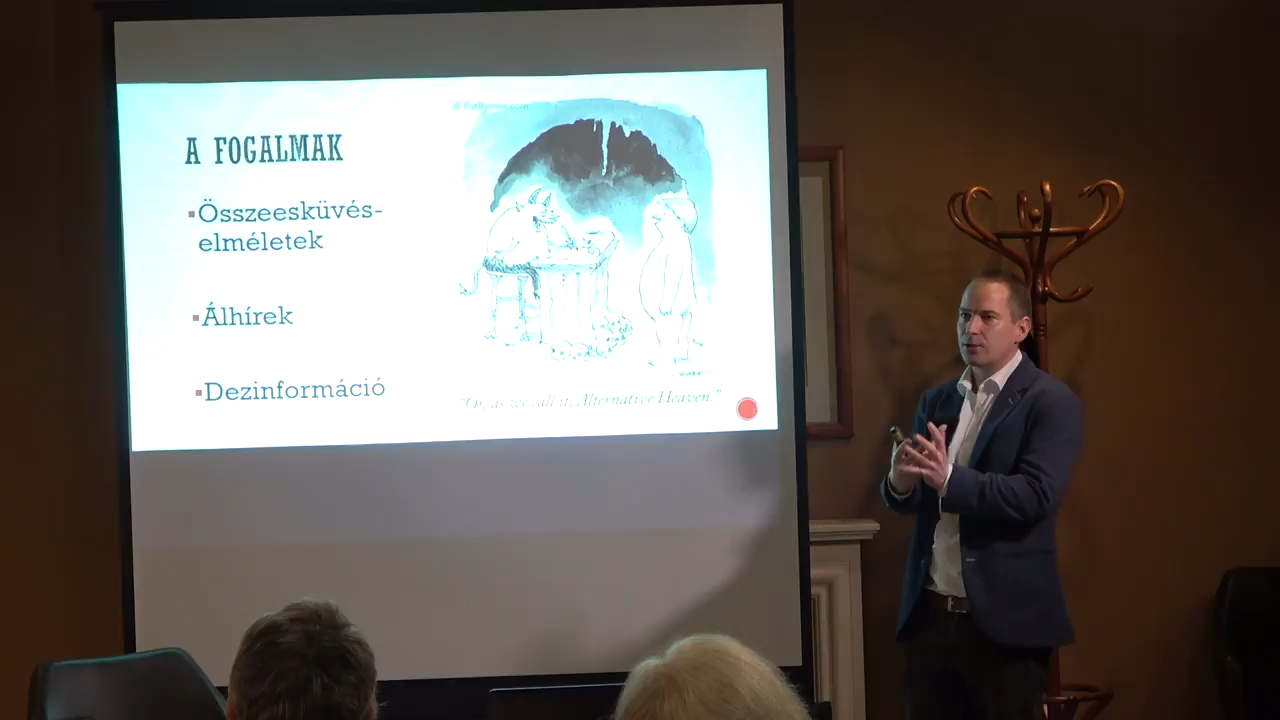 A FOGALMAK
▪Összeesküvés-
elméletek
▪Álhírek
▪Dezinformáció
"Or, as we call it, Alternative Heaven."